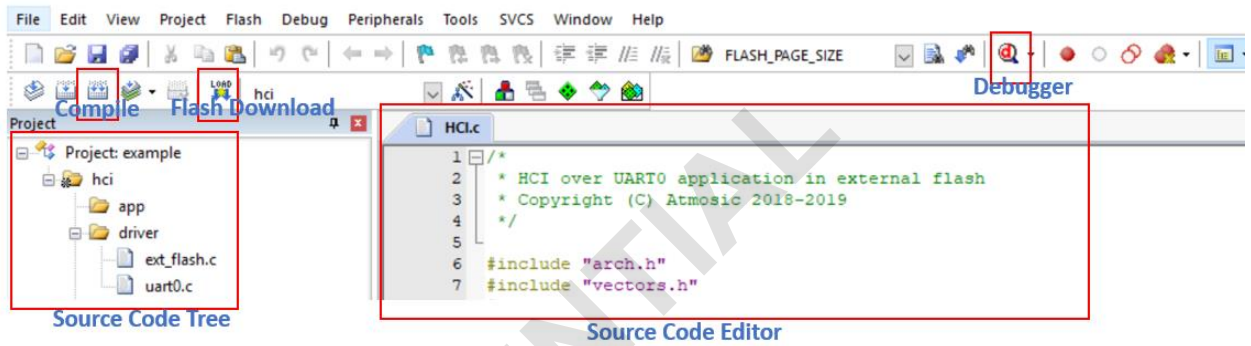 File Edit View Project Flash Debug Peripherals Tools SVCS Window Help
FLASH_PAGE_SIZE
LOAD
hci
Debugger
Compile Flash Download
Project
HCI.c
Project: example
hci
app
driver
ext_flash.c
uart0.c
1 /*
2 * HCI over UART0 application in external flash
3 * Copyright (C) Atmosic 2018-2019
4 */
5
6 #include "arch.h"
7 #include "vectors.h"
Source Code Tree
Source Code Editor
NTIAL